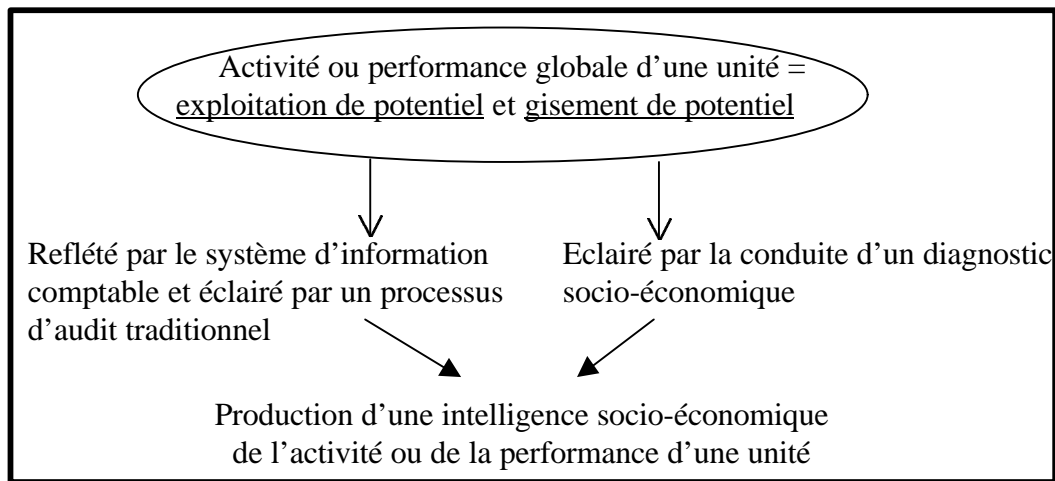 Activité ou performance globale d’une unité =
exploitation de potentiel et gisement de potentiel
Reflété par le système d’information
comptable et éclairé par un processus
d’audit traditionnel
Eclairé par la conduite d’un diagnostic
socio-économique
Production d’une intelligence socio-économique
de l’activité ou de la performance d’une unité